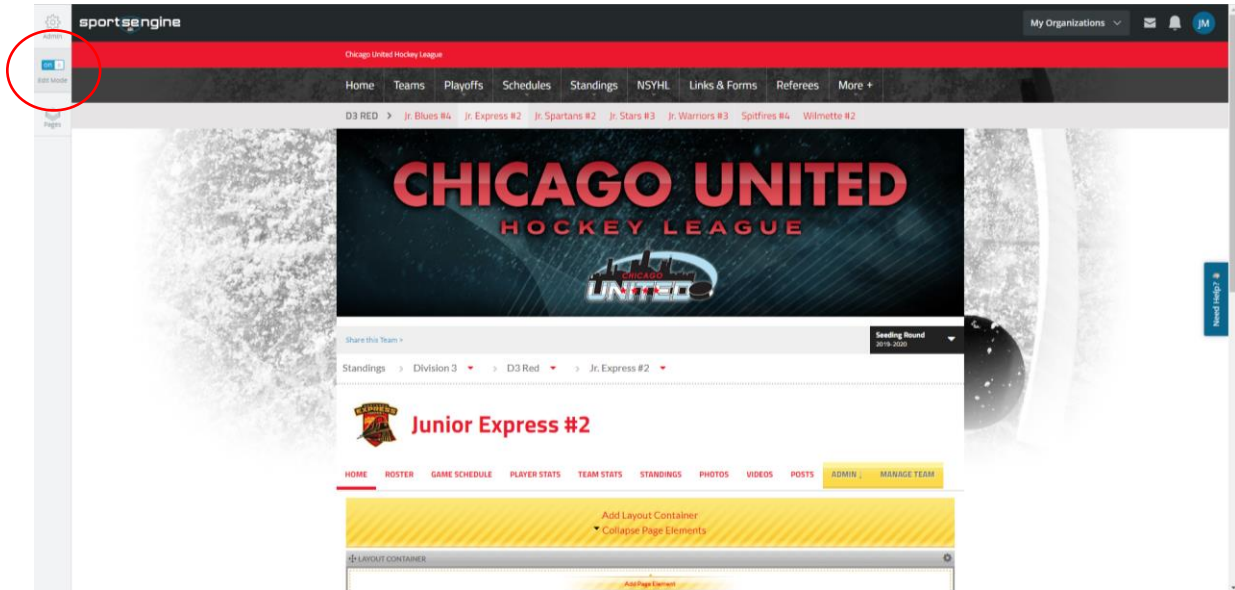 Admin
sportsengine
My Organizations
JM
ON
Edit Mode
Pages
Chicago United Hockey League
Home Teams Playoffs Schedules Standings NSYHL Links & Forms Referees More +
D3 RED > Jr. Blues #4 Jr. Express #2 Jr. Spartans #2 Jr. Stars #3 Jr. Warriors #3 Spitfires #4 Wilmette #2
CHICAGO UNITED
HOCKEY LEAGUE
CHICAGO
UNITED
Need Help?
Share this Team >
Seeding Round
2019-2020
Standings > Division 3 > D3 Red > Jr. Express #2
EXPRESS
Junior Express #2
HOME ROSTER GAME SCHEDULE PLAYER STATS TEAM STATS STANDINGS PHOTOS VIDEOS POSTS ADMIN ↓ MANAGE TEAM
Add Layout Container
Collapse Page Elements
LAYOUT CONTAINER
Add Page Element